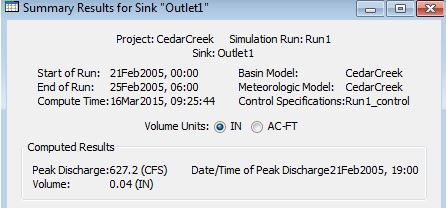 Summary Results for Sink "Outlet1"
Project: CedarCreek Simulation Run: Run1
Sink: Outlet1
Start of Run: 21Feb2005, 00:00 Basin Model: CedarCreek
End of Run: 25Feb2005, 06:00 Meteorologic Model: CedarCreek
Compute Time:16Mar2015, 09:25:44 Control Specifications:Run1_control
Volume Units: IN AC-FT
Computed Results
Peak Discharge:627.2 (CFS) Date/Time of Peak Discharge21Feb2005, 19:00
Volume: 0.04 (IN)